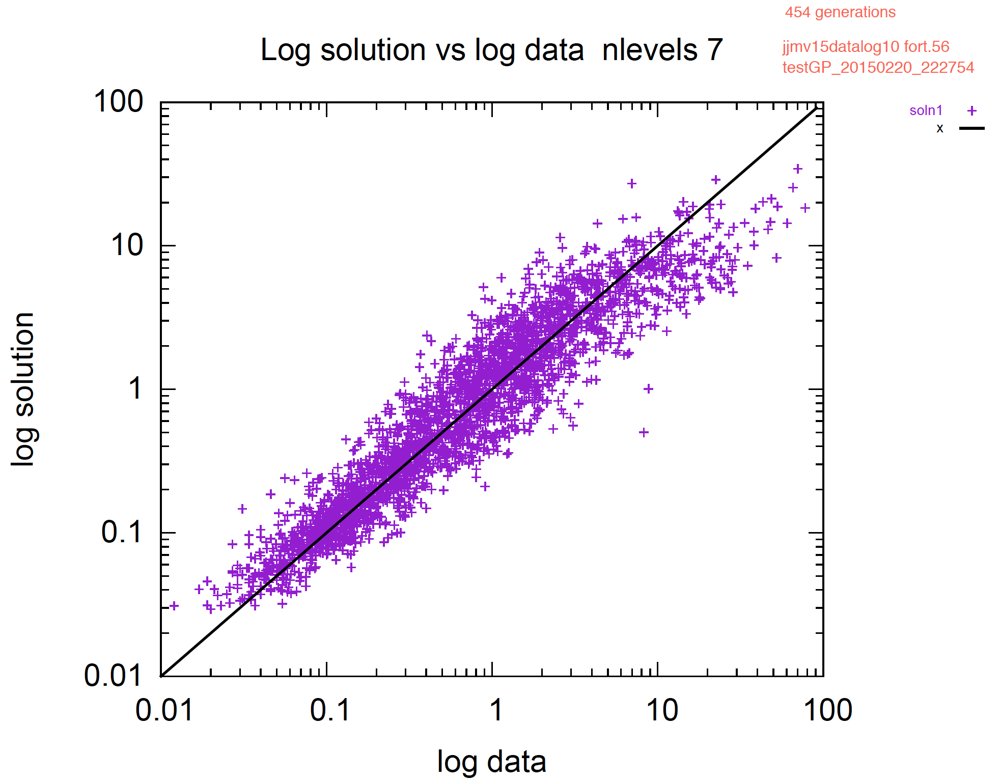 454 generations
Log solution vs log data nlevels 7
jjmv15datalog10 fort.56
testGP_20150220_222754
soln1
x
100
10
1
0.1
0.01
log solution
0.01 0.1 1 10 100
log data